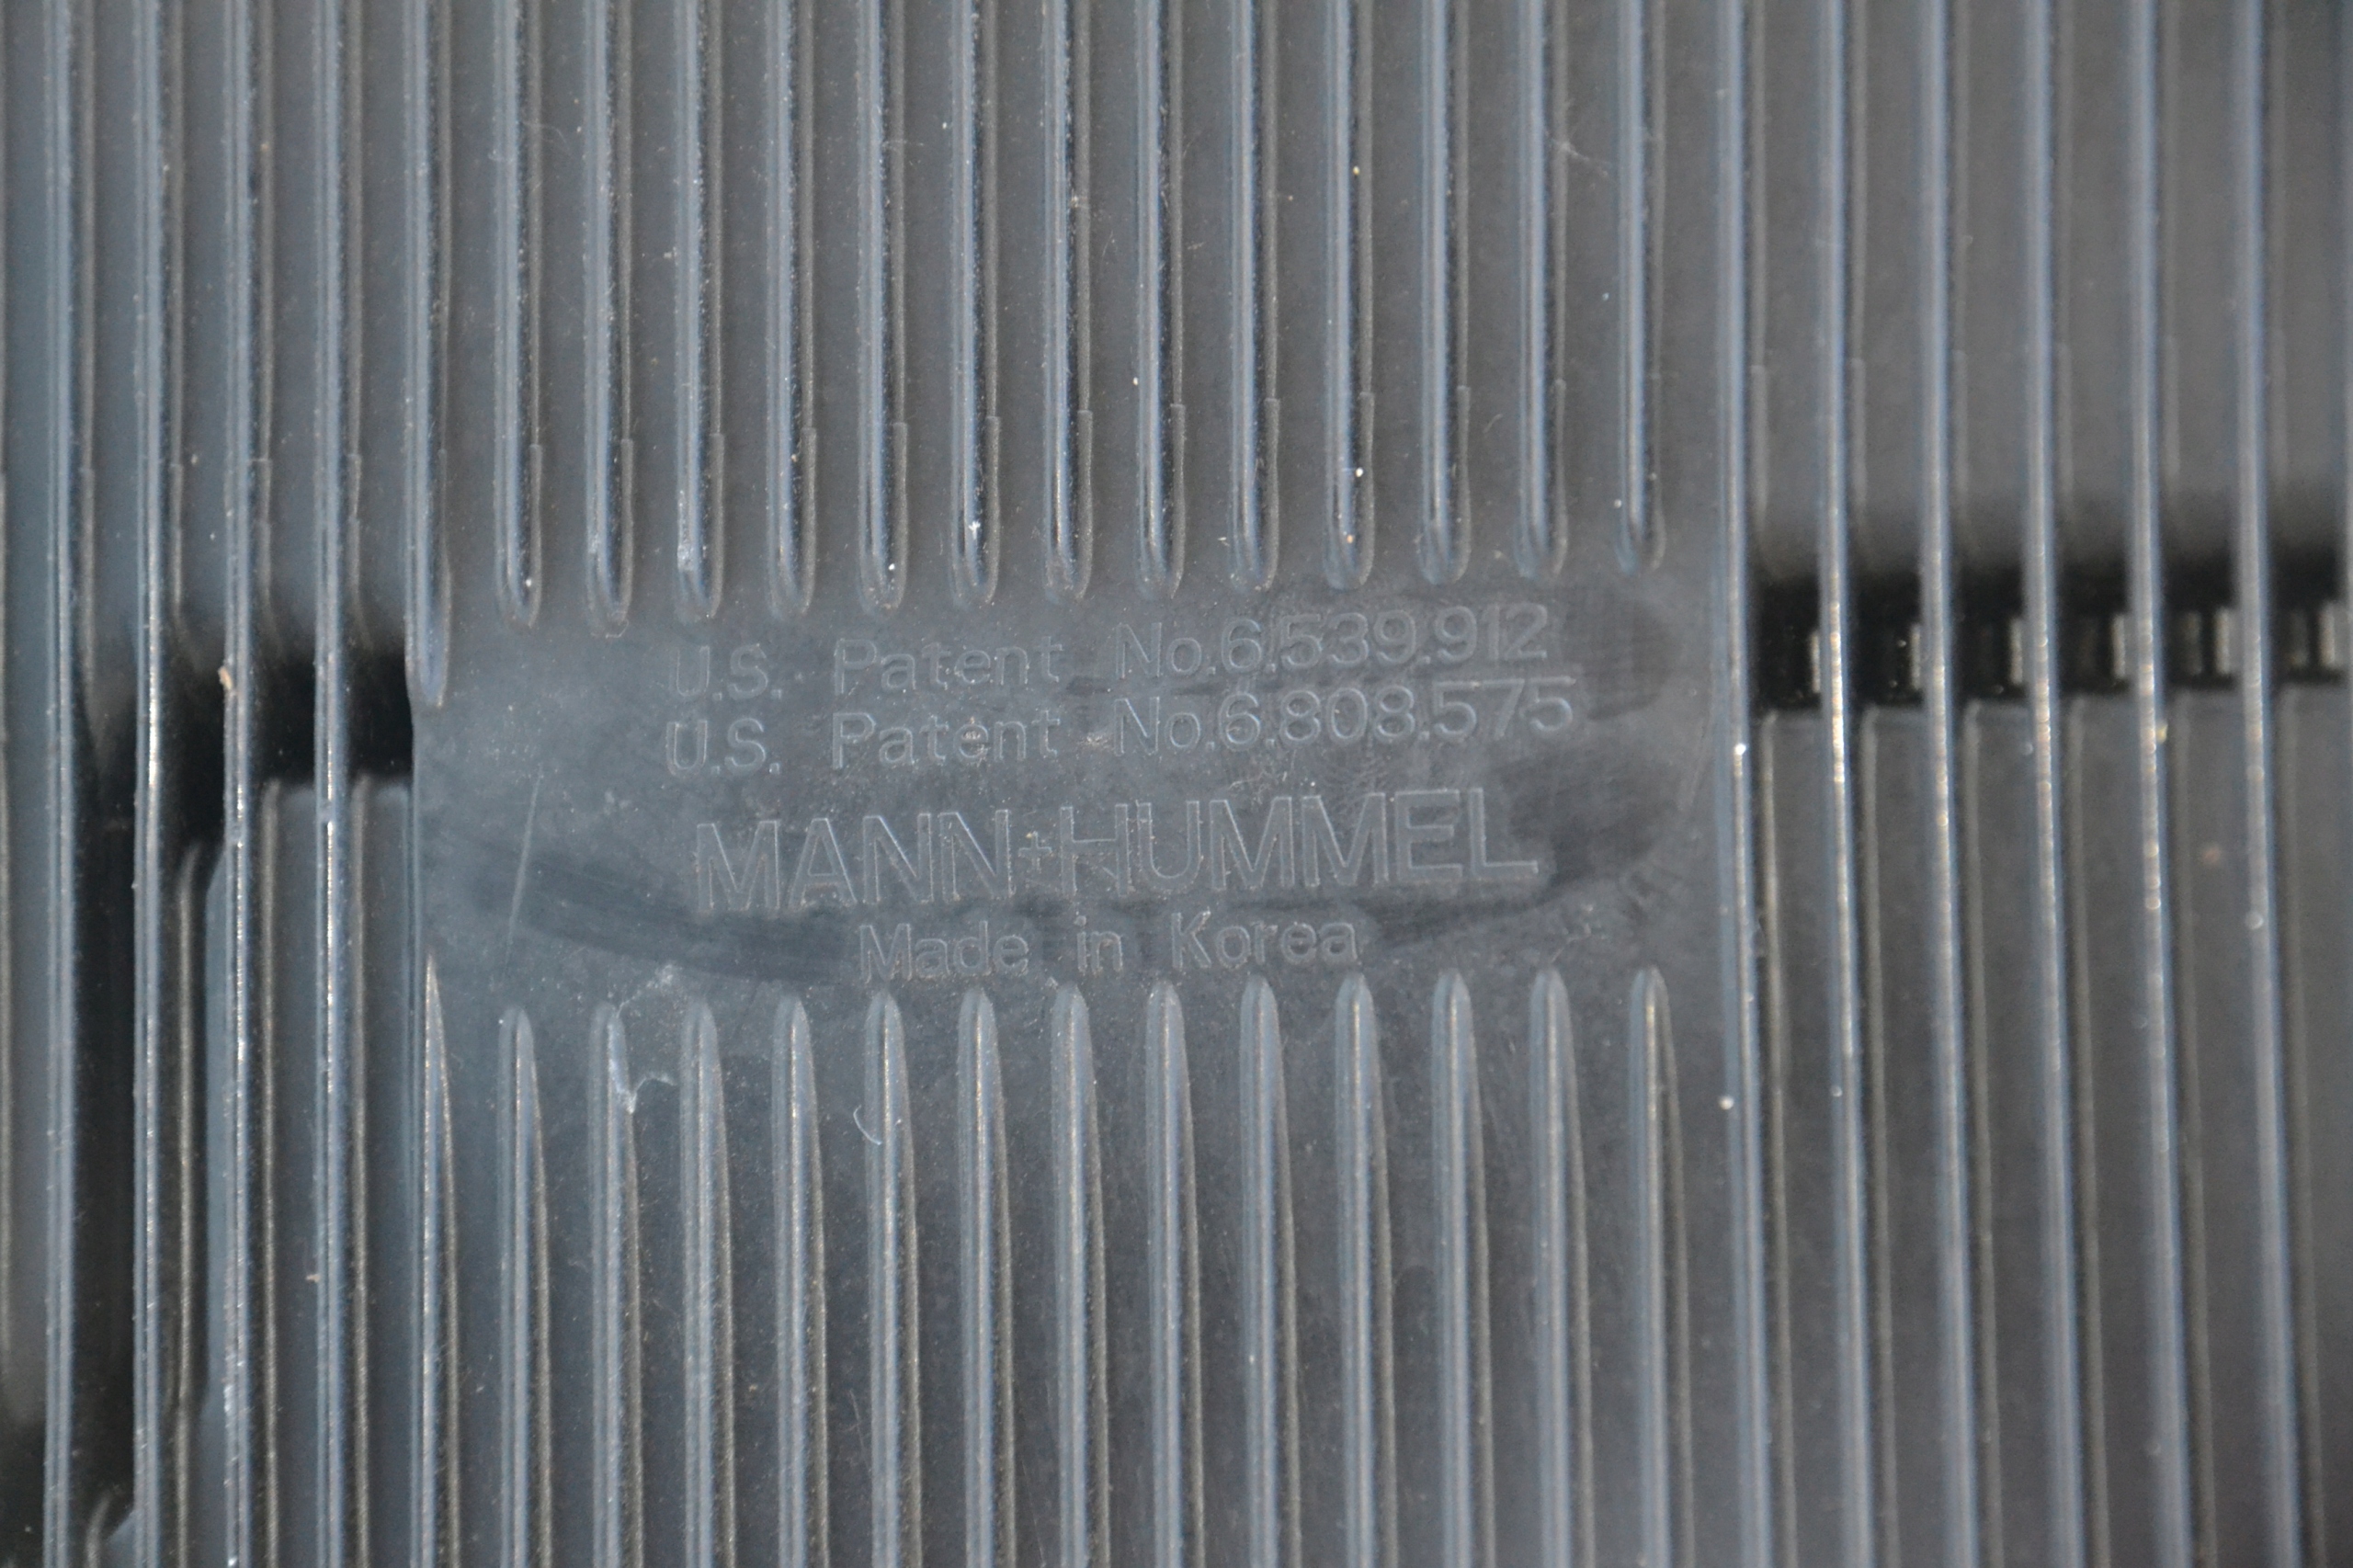 U.S. Patent No.6.539.912
U.S. Patent No.6.808.575
MANN+HUMMEL
Made in Korea